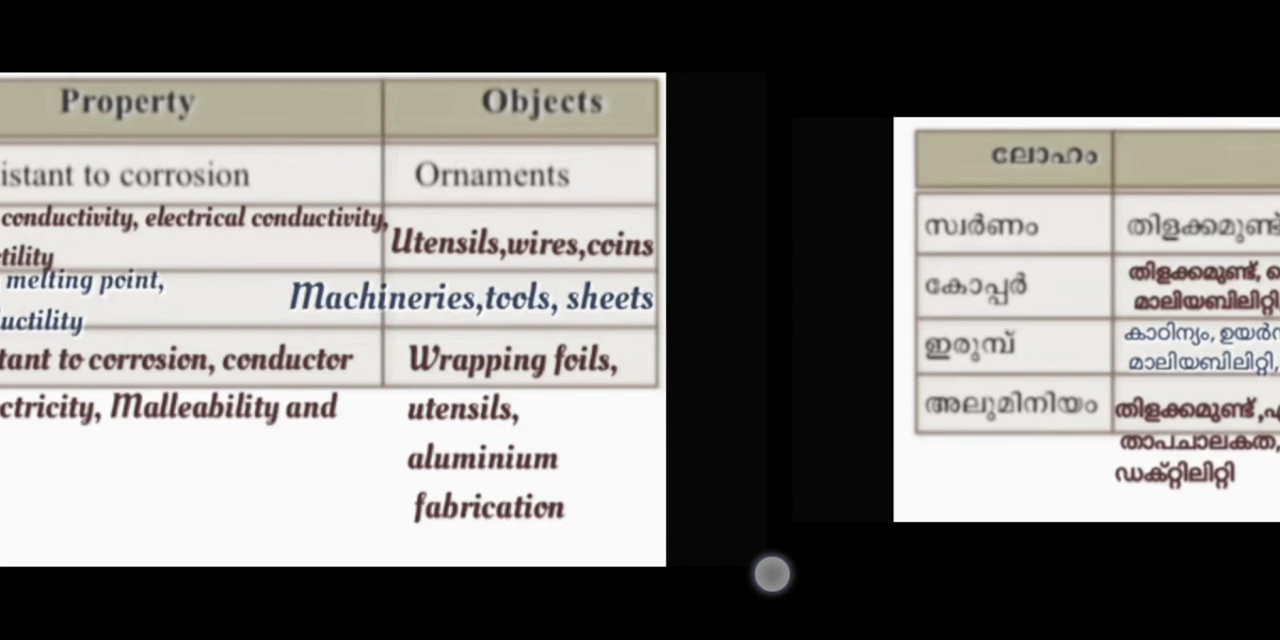 Property Objects
istant to corrosion Ornaments
conductivity, electrical conductivity,
tility
Utensils,wires,coins
melting point,
uctility
Machineries,tools, sheets
tant to corrosion, conductor
ctricity, Malleability and
Wrapping foils,
utensils,
aluminium
fabrication
ലോഹം
സ്വർണം തിളക്കമുണ്ട്
കോപ്പർ
തിളക്കമുണ്ട്,
മാലിയബിലിറ്റി,
ഇരുമ്പ്
കാഠിന്യം, ഉയർന
മാലിയബിലിറ്റി,
അലുമിനിയം
തിളക്കമുണ്ട് ,എ
താപചാലകത,
ഡക്റ്റിലിറ്റി